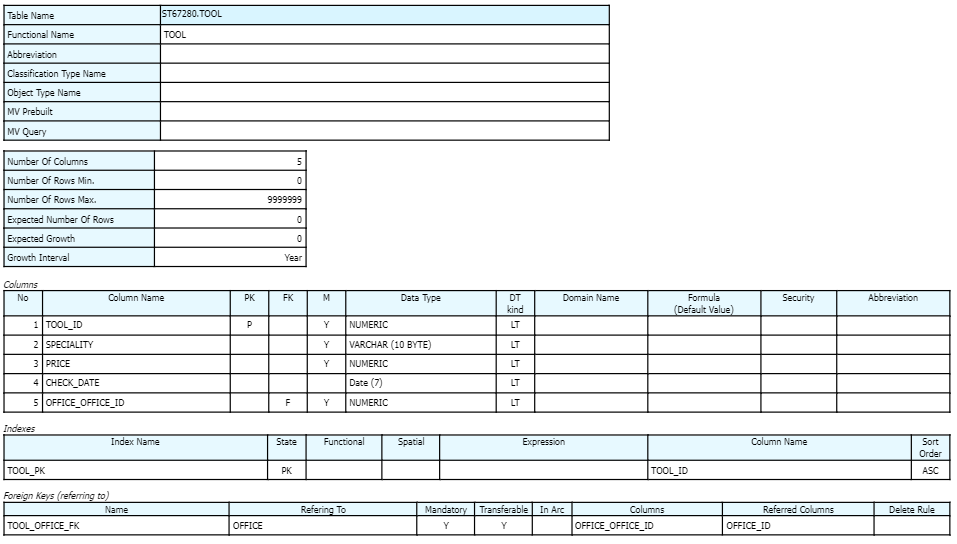 Table Name ST67280.TOOL
Functional Name TOOL
Abbreviation
Classification Type Name
Object Type Name
MV Prebuilt
MV Query
Number Of Columns 5
Number Of Rows Min. 0
Number Of Rows Max. 9999999
Expected Number Of Rows 0
Expected Growth 0
Growth Interval Year
Columns
No Column Name PK FK M Data Type DT kind Domain Name Formula (Default Value) Security Abbreviation
1 TOOL_ID P Y NUMERIC LT
2 SPECIALITY Y VARCHAR (10 BYTE) LT
3 PRICE Y NUMERIC LT
4 CHECK_DATE Date (7) LT
5 OFFICE_OFFICE_ID F Y NUMERIC LT
Indexes
Index Name State Functional Spatial Expression Column Name Sort Order
TOOL_PK PK TOOL_ID ASC
Foreign Keys (referring to)
Name Refering To Mandatory Transferable In Arc Columns Referred Columns Delete Rule
TOOL_OFFICE_FK OFFICE Y Y OFFICE_OFFICE_ID OFFICE_ID